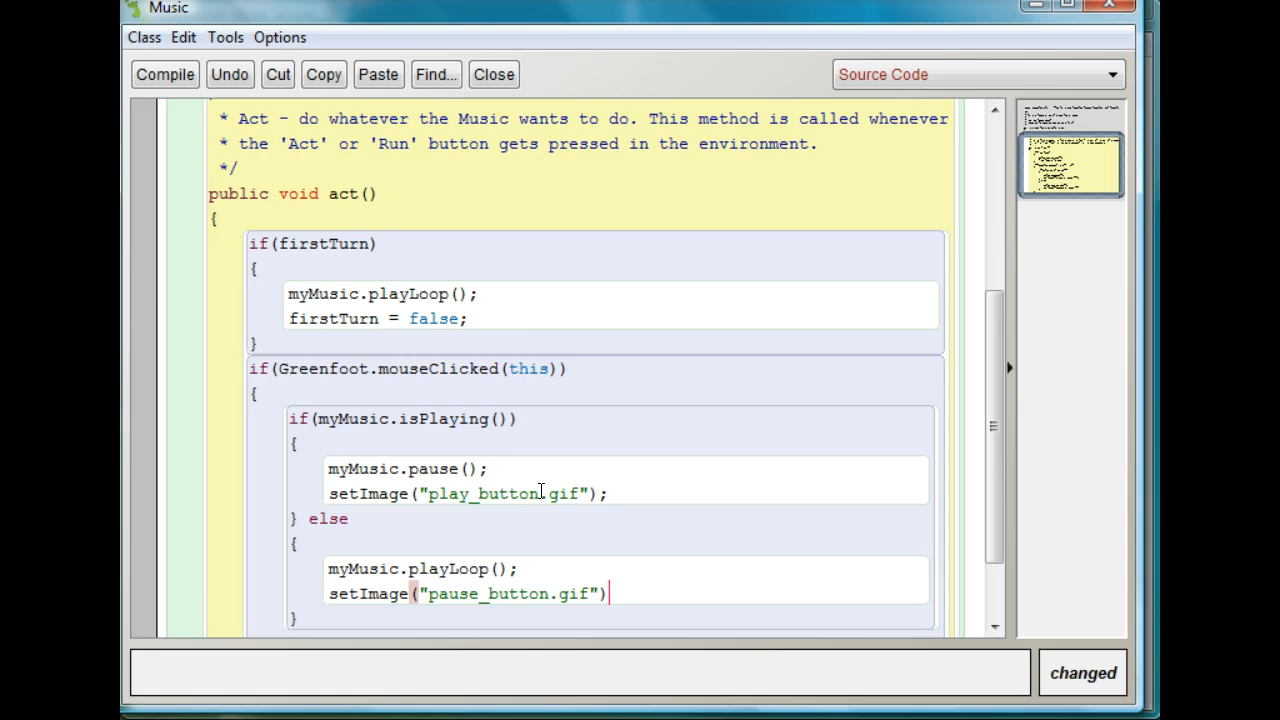 Music
Class Edit Tools Options
Compile Undo Cut Copy Paste Find... Close Source Code
* Act - do whatever the Music wants to do. This method is called whenever
* the 'Act' or 'Run' button gets pressed in the environment.
*/
public void act()
{
if(firstTurn)
{
myMusic.playLoop();
firstTurn = false;
}
if(Greenfoot.mouseClicked(this))
{
if(myMusic.isPlaying())
{
myMusic.pause();
setImage("play_button.gif");
} else
{
myMusic.playLoop();
setImage("pause_button.gif")
}
changed